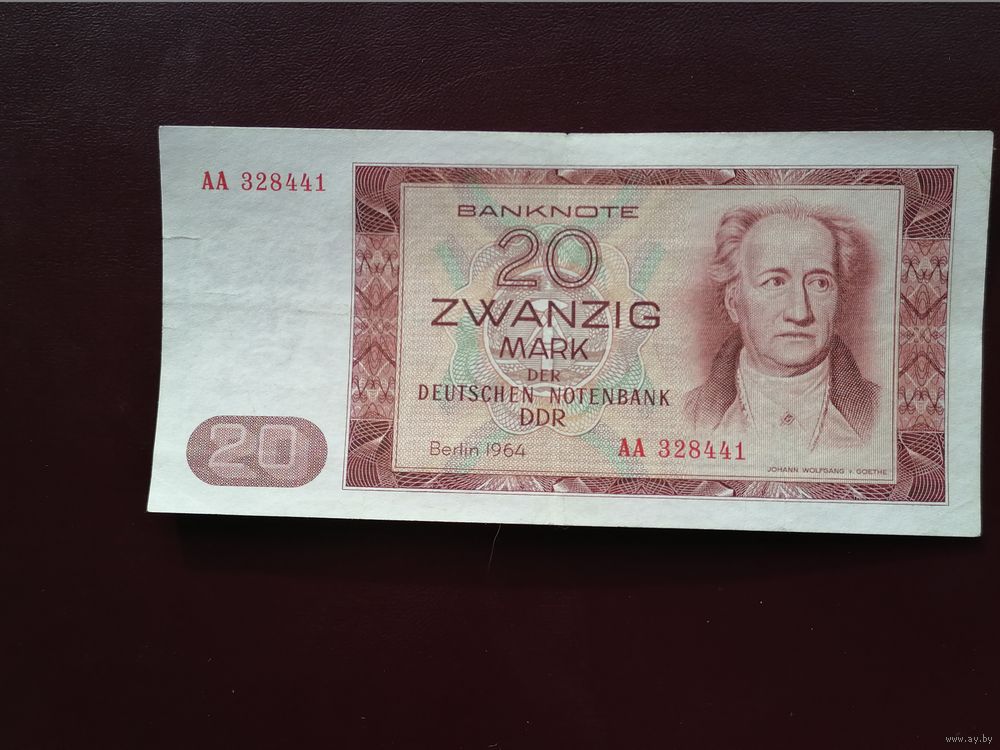 AA 328441
BANKNOTE
20
ZWANZIG
MARK
DER
DEUTSCHEN NOTENBANK
DDR
Berlin 1964
AA 328441
20
JOHANN WOLFGANG v. GOETHE
www.ay.by